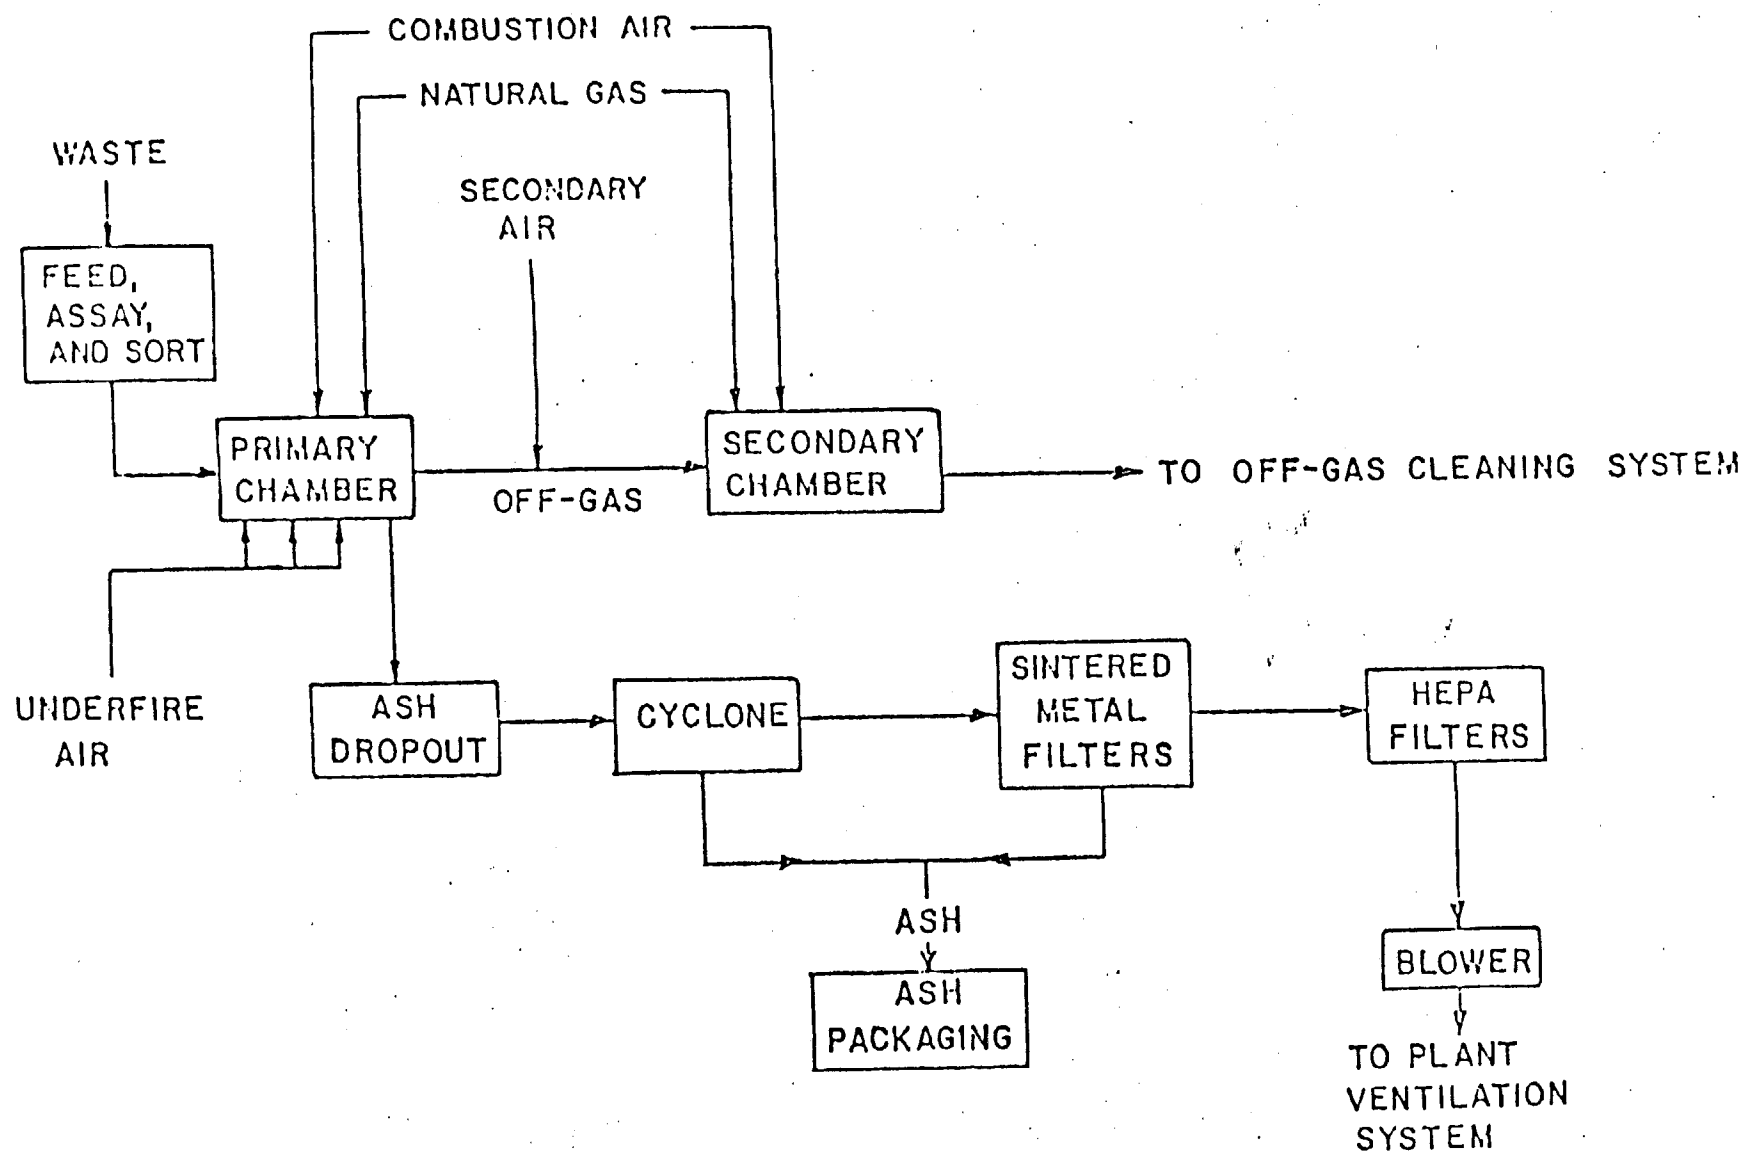 COMBUSTION AIR
NATURAL GAS
WASTE
SECONDARY
AIR
FEED,
ASSAY,
AND SORT
PRIMARY
CHAMBER
SECONDARY
CHAMBER
OFF-GAS
TO OFF-GAS CLEANING SYSTEM
UNDERFIRE
AIR
ASH
DROPOUT
CYCLONE
SINTERED
METAL
FILTERS
HEPA
FILTERS
ASH
ASH
PACKAGING
BLOWER
TO PLANT
VENTILATION
SYSTEM